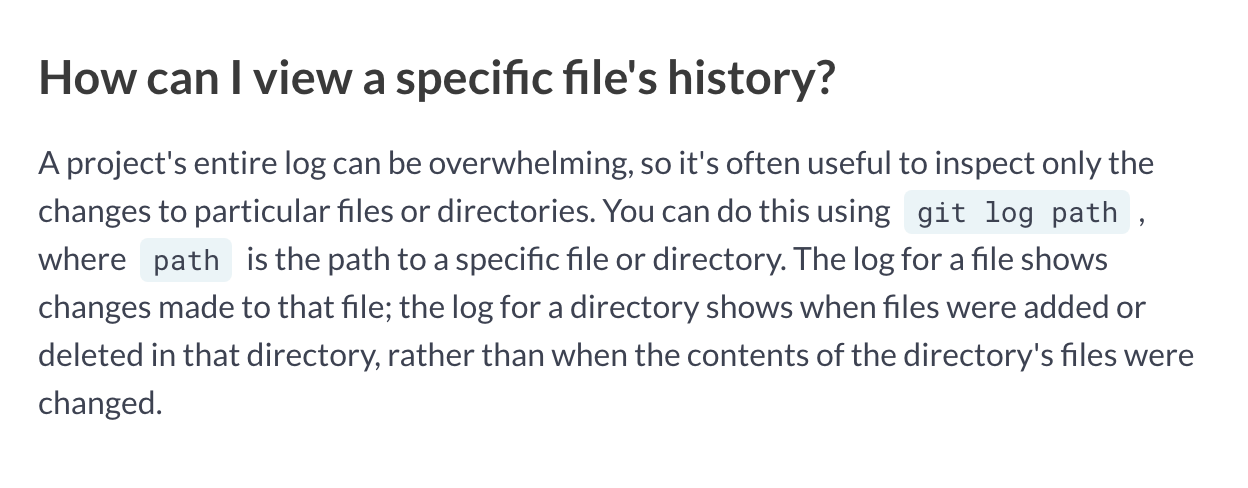 How can I view a specific file's history?
A project's entire log can be overwhelming, so it's often useful to inspect only the
changes to particular files or directories. You can do this using git log path ,
where path is the path to a specific file or directory. The log for a file shows
changes made to that file; the log for a directory shows when files were added or
deleted in that directory, rather than when the contents of the directory's files were
changed.